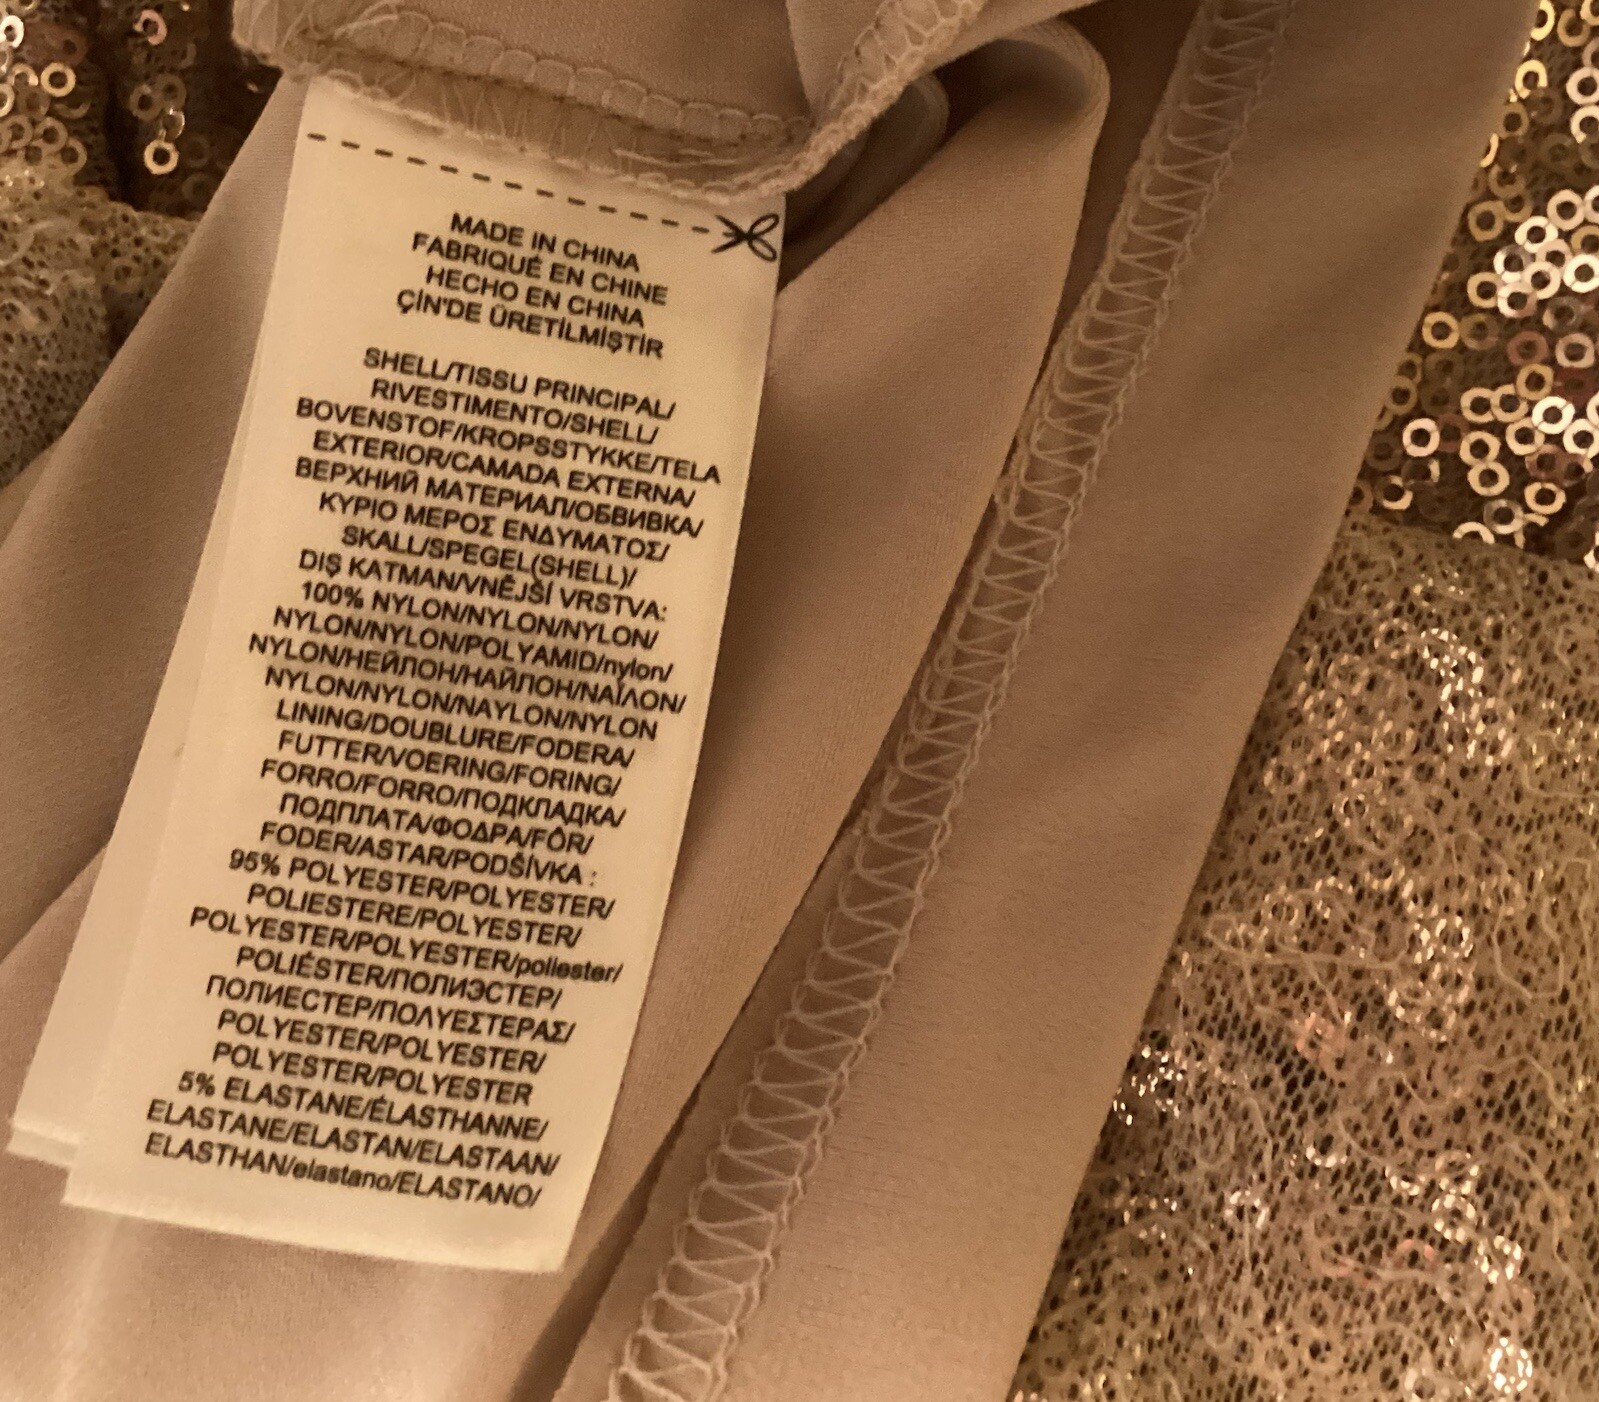 MADE IN CHINA
FABRIQUÉ EN CHINE
HECHO EN CHINA
ÇİN'DE ÜRETİLMİŞTİR
SHELL/TISSU PRINCIPAL/
RIVESTIMENTO/SHELL/
BOVENSTOF/KROPSSTYKKE/TELA
EXTERIOR/CAMADA EXTERNA/
ВЕРХНИЙ МАТЕРИАЛ/ОБВИВКА/
ΚΥΡΙΟ ΜΕΡΟΣ ΕΝΔΥΜΑΤΟΣ/
SKALL/SPEGEL(SHELL)/
DIŞ KATMAN/VNĚJŠÍ VRSTVA:
100% NYLON/NYLON/NYLON/
NYLON/NYLON/POLYAMID/nylon/
NYLON/НЕЙЛОН/НАЙЛОН/ΝΑΪΛΟΝ/
NYLON/NYLON/NAYLON/NYLON
LINING/DOUBLURE/FODERA/
FUTTER/VOERING/FORING/
FORRO/FORRO/ПОДКЛАДКА/
ПОДПЛАТА/ΦΟΔΡΑ/FÔR/
FODER/ASTAR/PODŠÍVKA :
95% POLYESTER/POLYESTER/
POLIESTERE/POLYESTER/
POLYESTER/POLYESTER/poliester/
POLIÉSTER/ПОЛИЭСТЕР/
ПОЛИЕСТЕР/ΠΟΛΥΕΣΤΕΡΑΣ/
POLYESTER/POLYESTER/
POLYESTER/POLYESTER
5% ELASTANE/ÉLASTHANNE/
ELASTANE/ELASTAN/ELASTAAN/
ELASTHAN/elastano/ELASTANO/